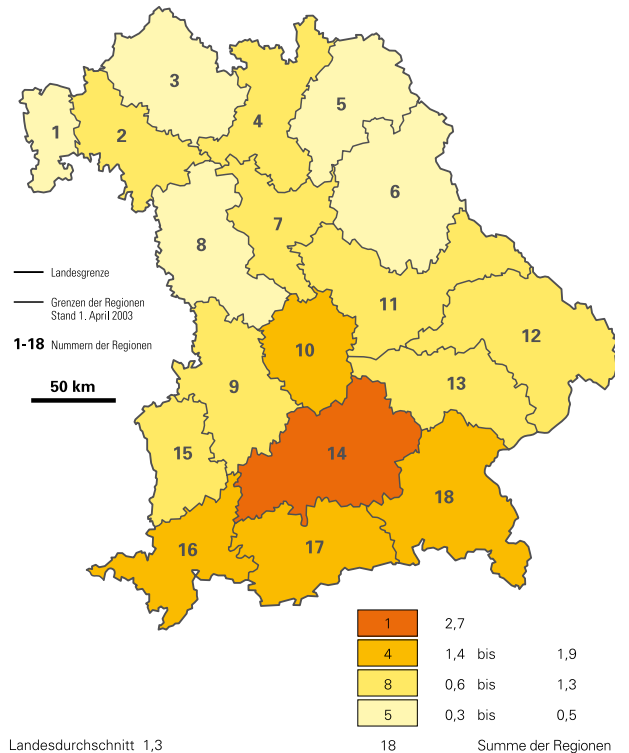 3
5
1
2
4
6
7
8
Landesgrenze
Grenzen der Regionen
Stand 1. April 2003
11
12
1-18 Nummern der Regionen
10
50 km
9
13
15
14
18
16
17
1 2,7
4 1,4 bis 1,9
8 0,6 bis 1,3
5 0,3 bis 0,5
Landesdurchschnitt 1,3 18 Summe der Regionen